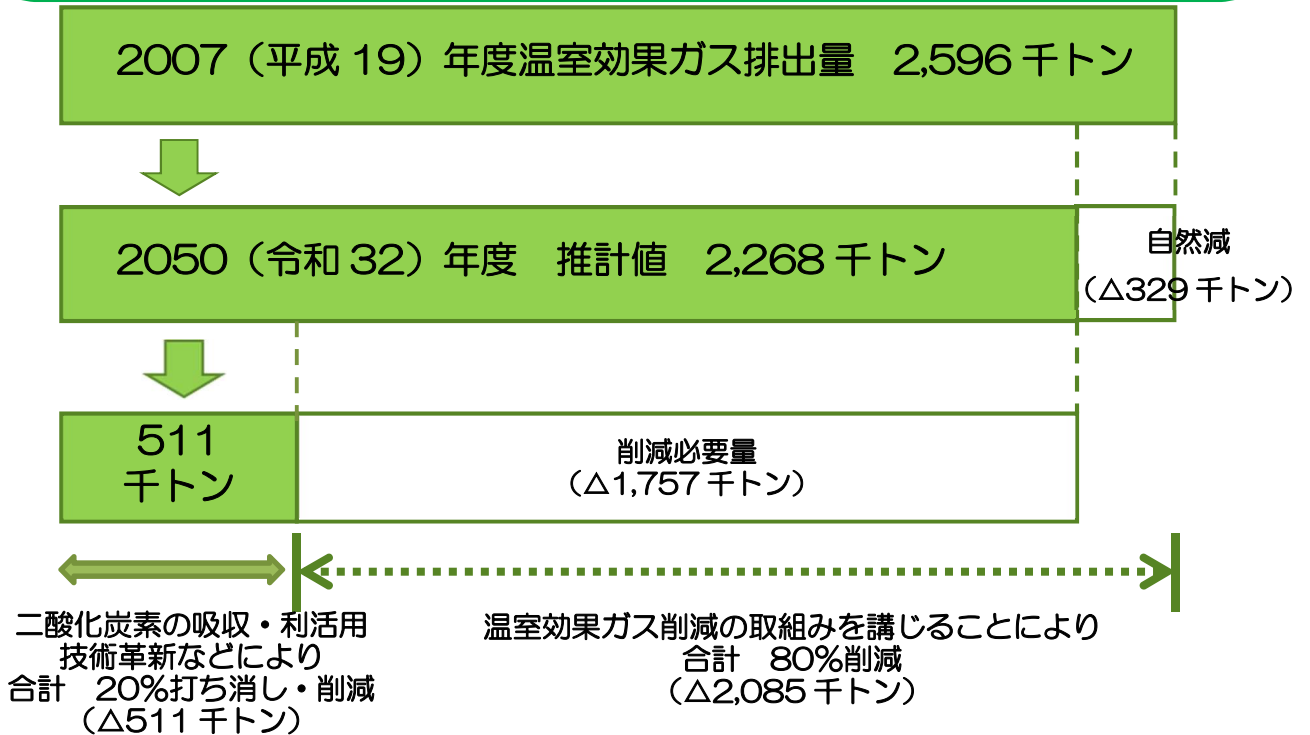 2007（平成 19）年度温室効果ガス排出量　2,596 千トン
2050（令和 32）年度　推計値　2,268 千トン
自然減
（△329 千トン）
511
千トン
削減必要量
（△1,757 千トン）
二酸化炭素の吸収・利活用
技術革新などにより
合計　20％打ち消し・削減
（△511 千トン）
温室効果ガス削減の取組みを講じることにより
合計　80％削減
（△2,085 千トン）